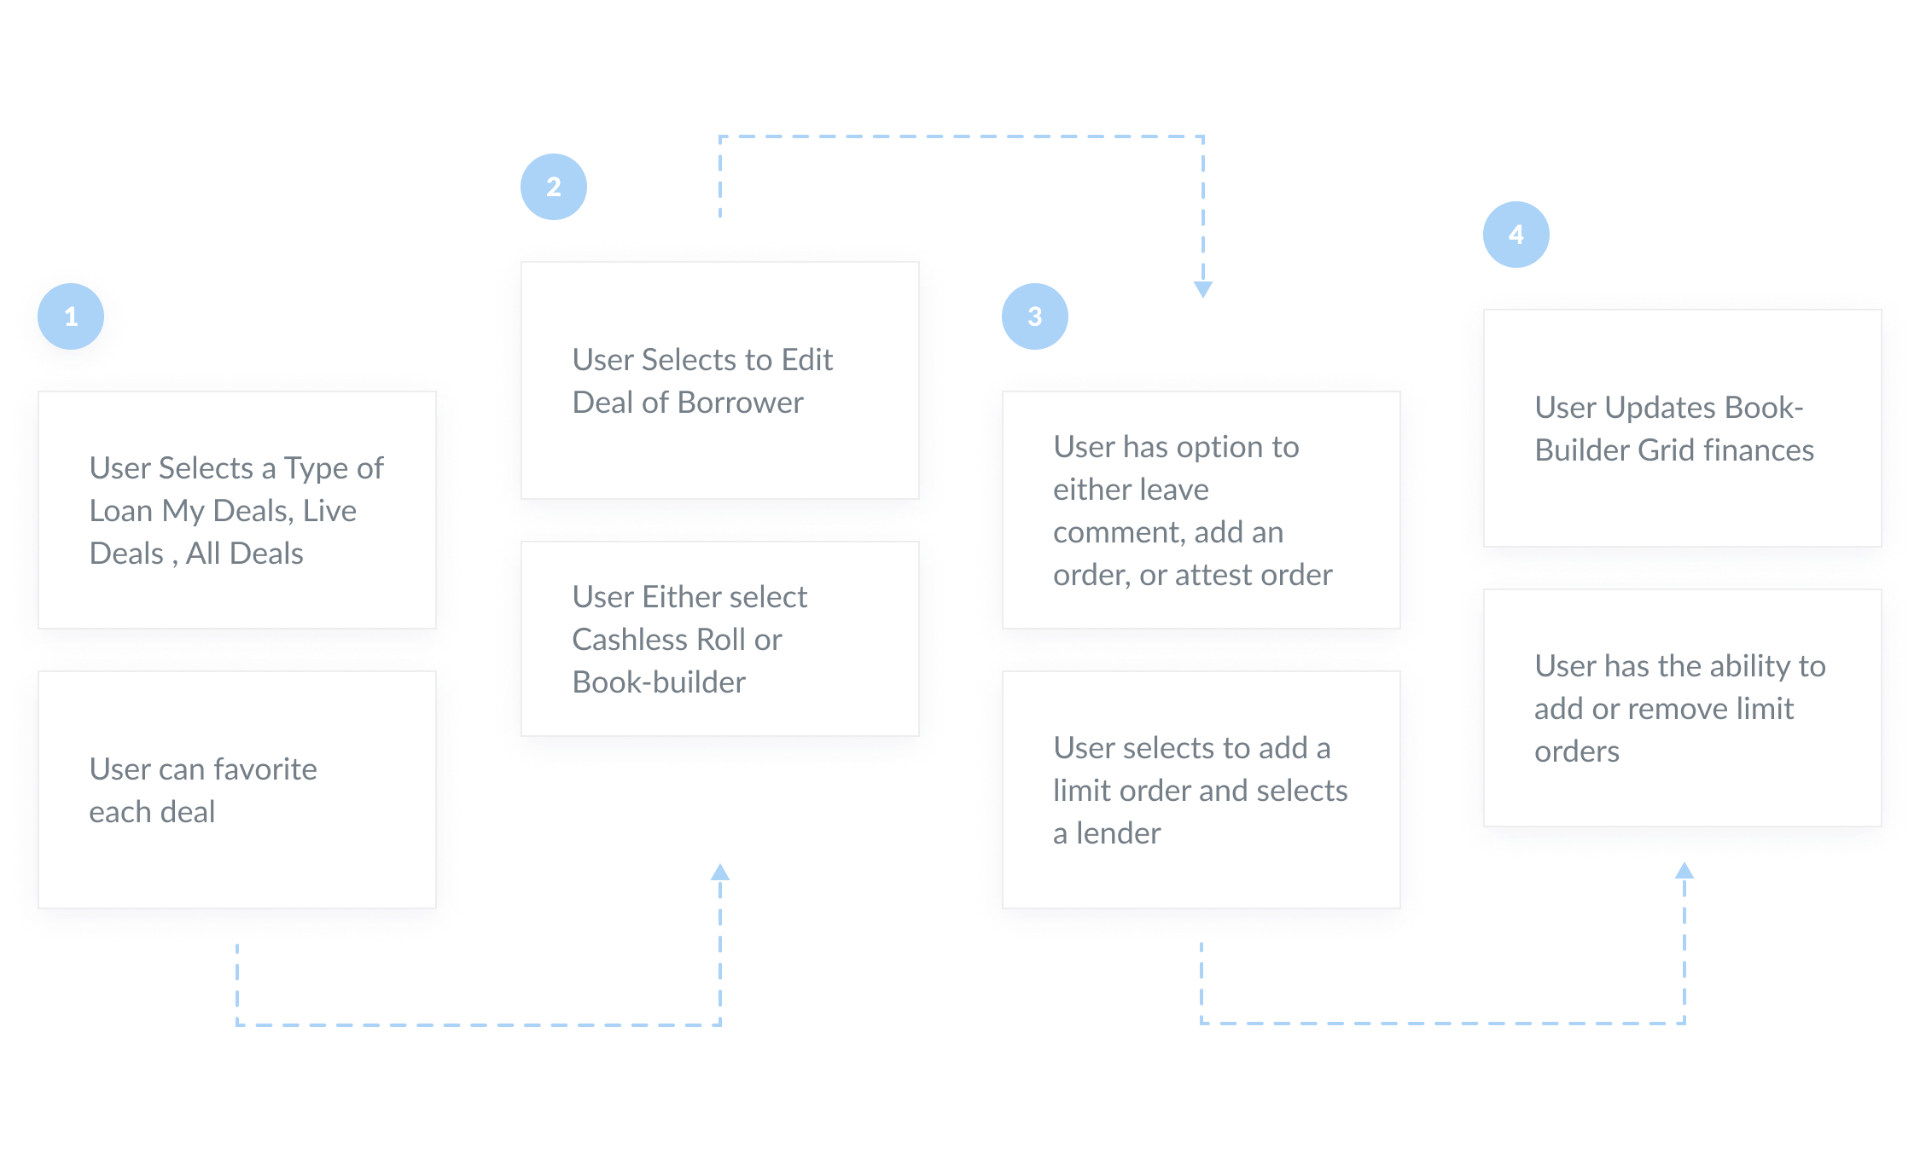 1
User Selects a Type of
Loan My Deals, Live
Deals , All Deals
User can favorite
each deal
2
User Selects to Edit
Deal of Borrower
User Either select
Cashless Roll or
Book-builder
3
User has option to
either leave
comment, add an
order, or attest order
User selects to add a
limit order and selects
a lender
4
User Updates Book-
Builder Grid finances
User has the ability to
add or remove limit
orders